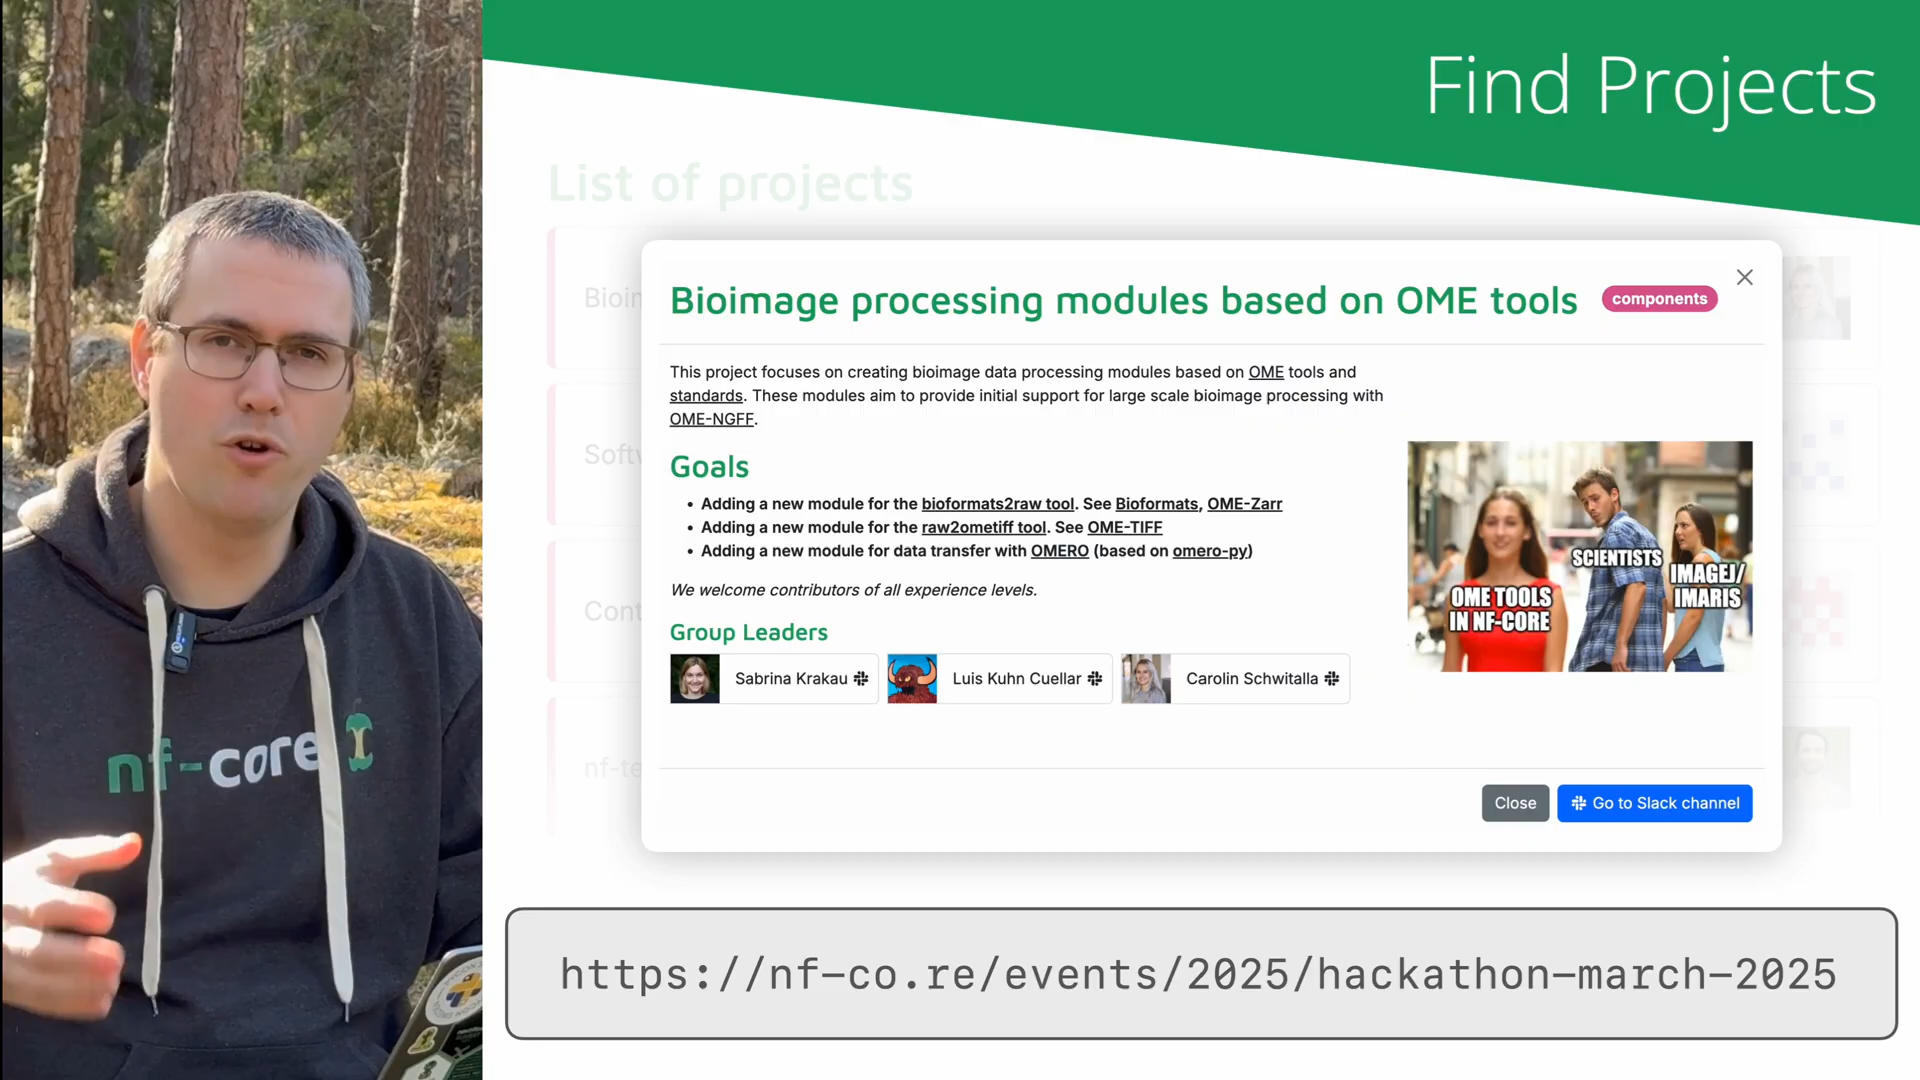 Find Projects
List of projects
Bioin
Bioimage processing modules based on OME tools
components
This project focuses on creating bioimage data processing modules based on OME tools and
standards. These modules aim to provide initial support for large scale bioimage processing with
OME-NGFF.
Softw
Goals
• Adding a new module for the bioformats2raw tool. See Bioformats, OME-Zarr
• Adding a new module for the raw2ometiff tool. See OME-TIFF
• Adding a new module for data transfer with OMERO (based on omero-py)
SCIENTISTS
IMAGEJ/
IMARIS
OME TOOLS
IN NF-CORE
We welcome contributors of all experience levels.
Cont
Group Leaders
Sabrina Krakau
Luis Kuhn Cuellar
Carolin Schwitalla
nf-te
Close
Go to Slack channel
nf-core
https://nf-co.re/events/2025/hackathon-march-2025